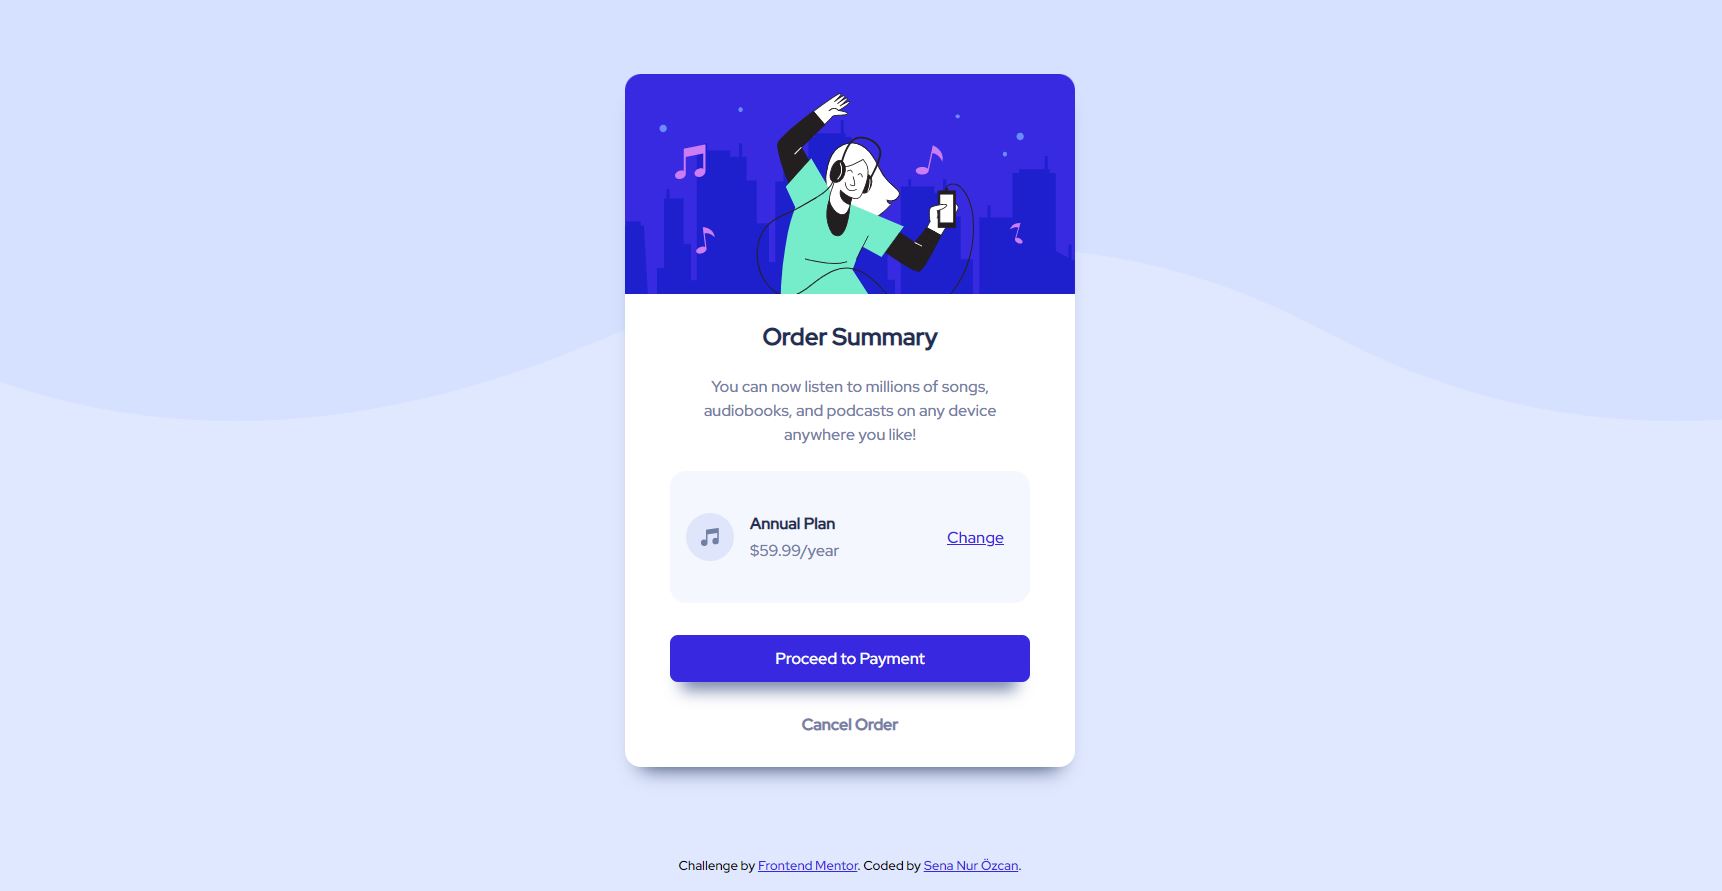 Order Summary
You can now listen to millions of songs,
audiobooks, and podcasts on any device
anywhere you like!
Annual Plan
$59.99/year
Change
Proceed to Payment
Cancel Order
Challenge by Frontend Mentor. Coded by Sena Nur Özcan.